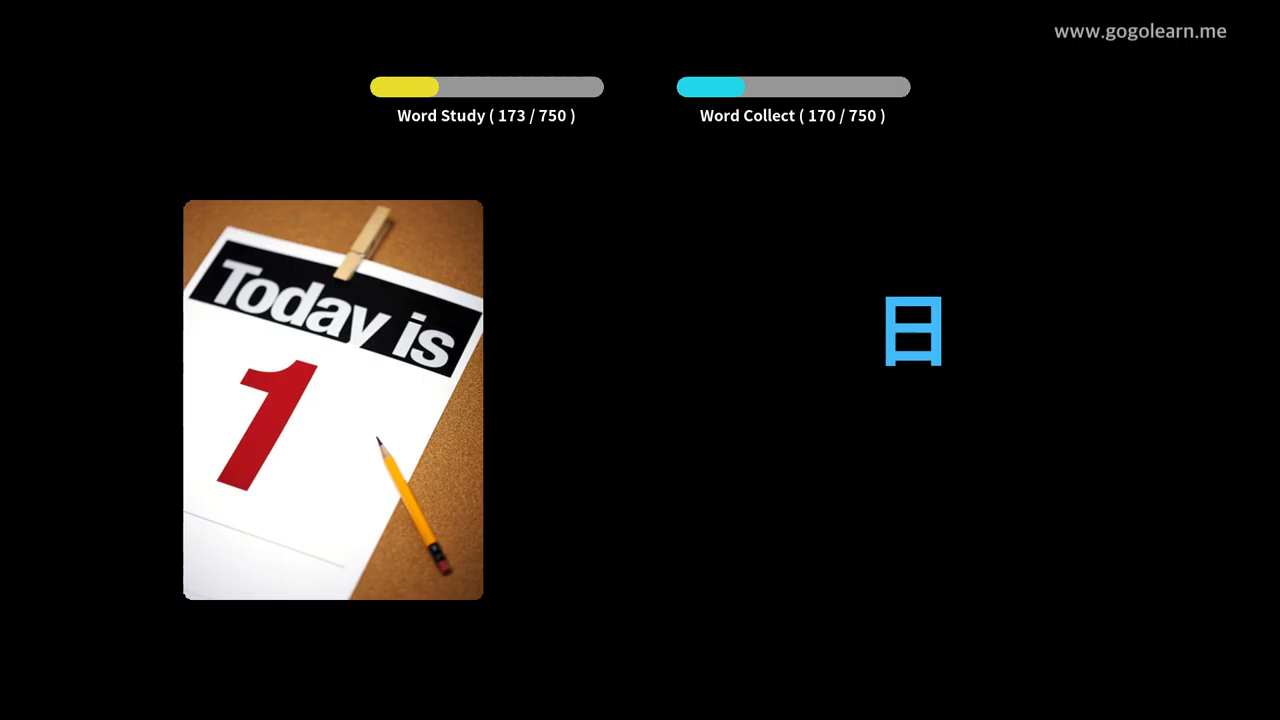 www.gogolearn.me
Word Study ( 173 / 750 )
Word Collect ( 170 / 750 )
Today is
1
日